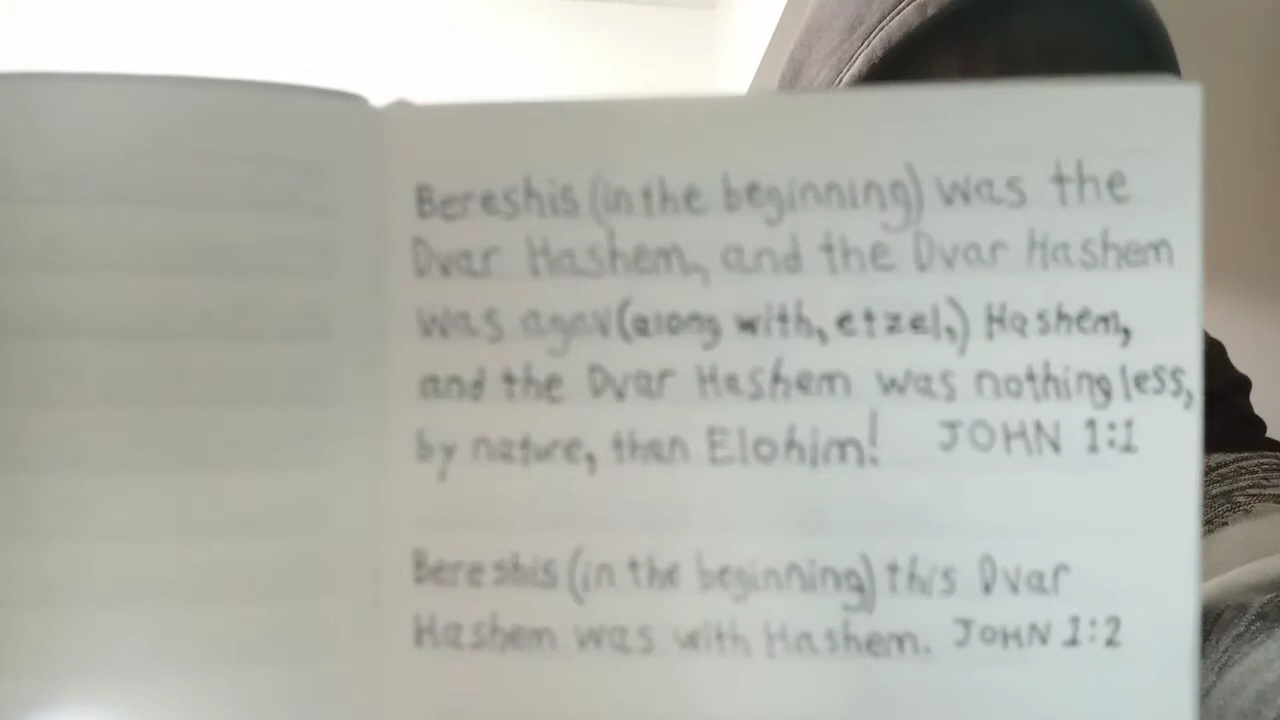 Bereshis (in the beginning) was the
Dvar Hashem, and the Dvar Hashem
was agav (along with, etzel,) Hashem,
and the Dvar Hashem was nothing less,
by nature, then Elohim! JOHN 1:1
Bereshis (in the beginning) this Dvar
Hashem was with Hashem. JOHN 1:2